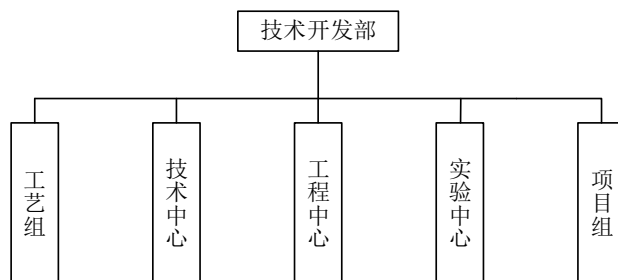 技术开发部
工艺组
技术中心
工程中心
实验中心
项目组